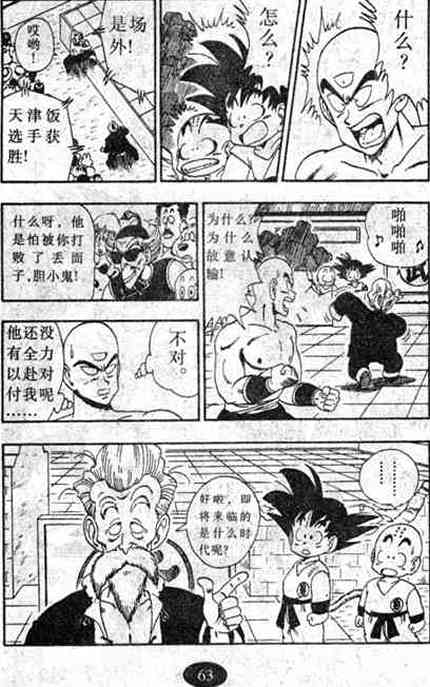 什么？
怎么？
是场
外！
哎哟！
天津饭
选手获
胜！
啪啪啪
为什么？
为什么
故意认
输！
什么呀，他
是怕被你打
败了丢面
子，胆小鬼！
不对。
他还没
有全力
以赴对
付我呢
……
……
好啦，即
将来临的
是什么时
代呢？
63